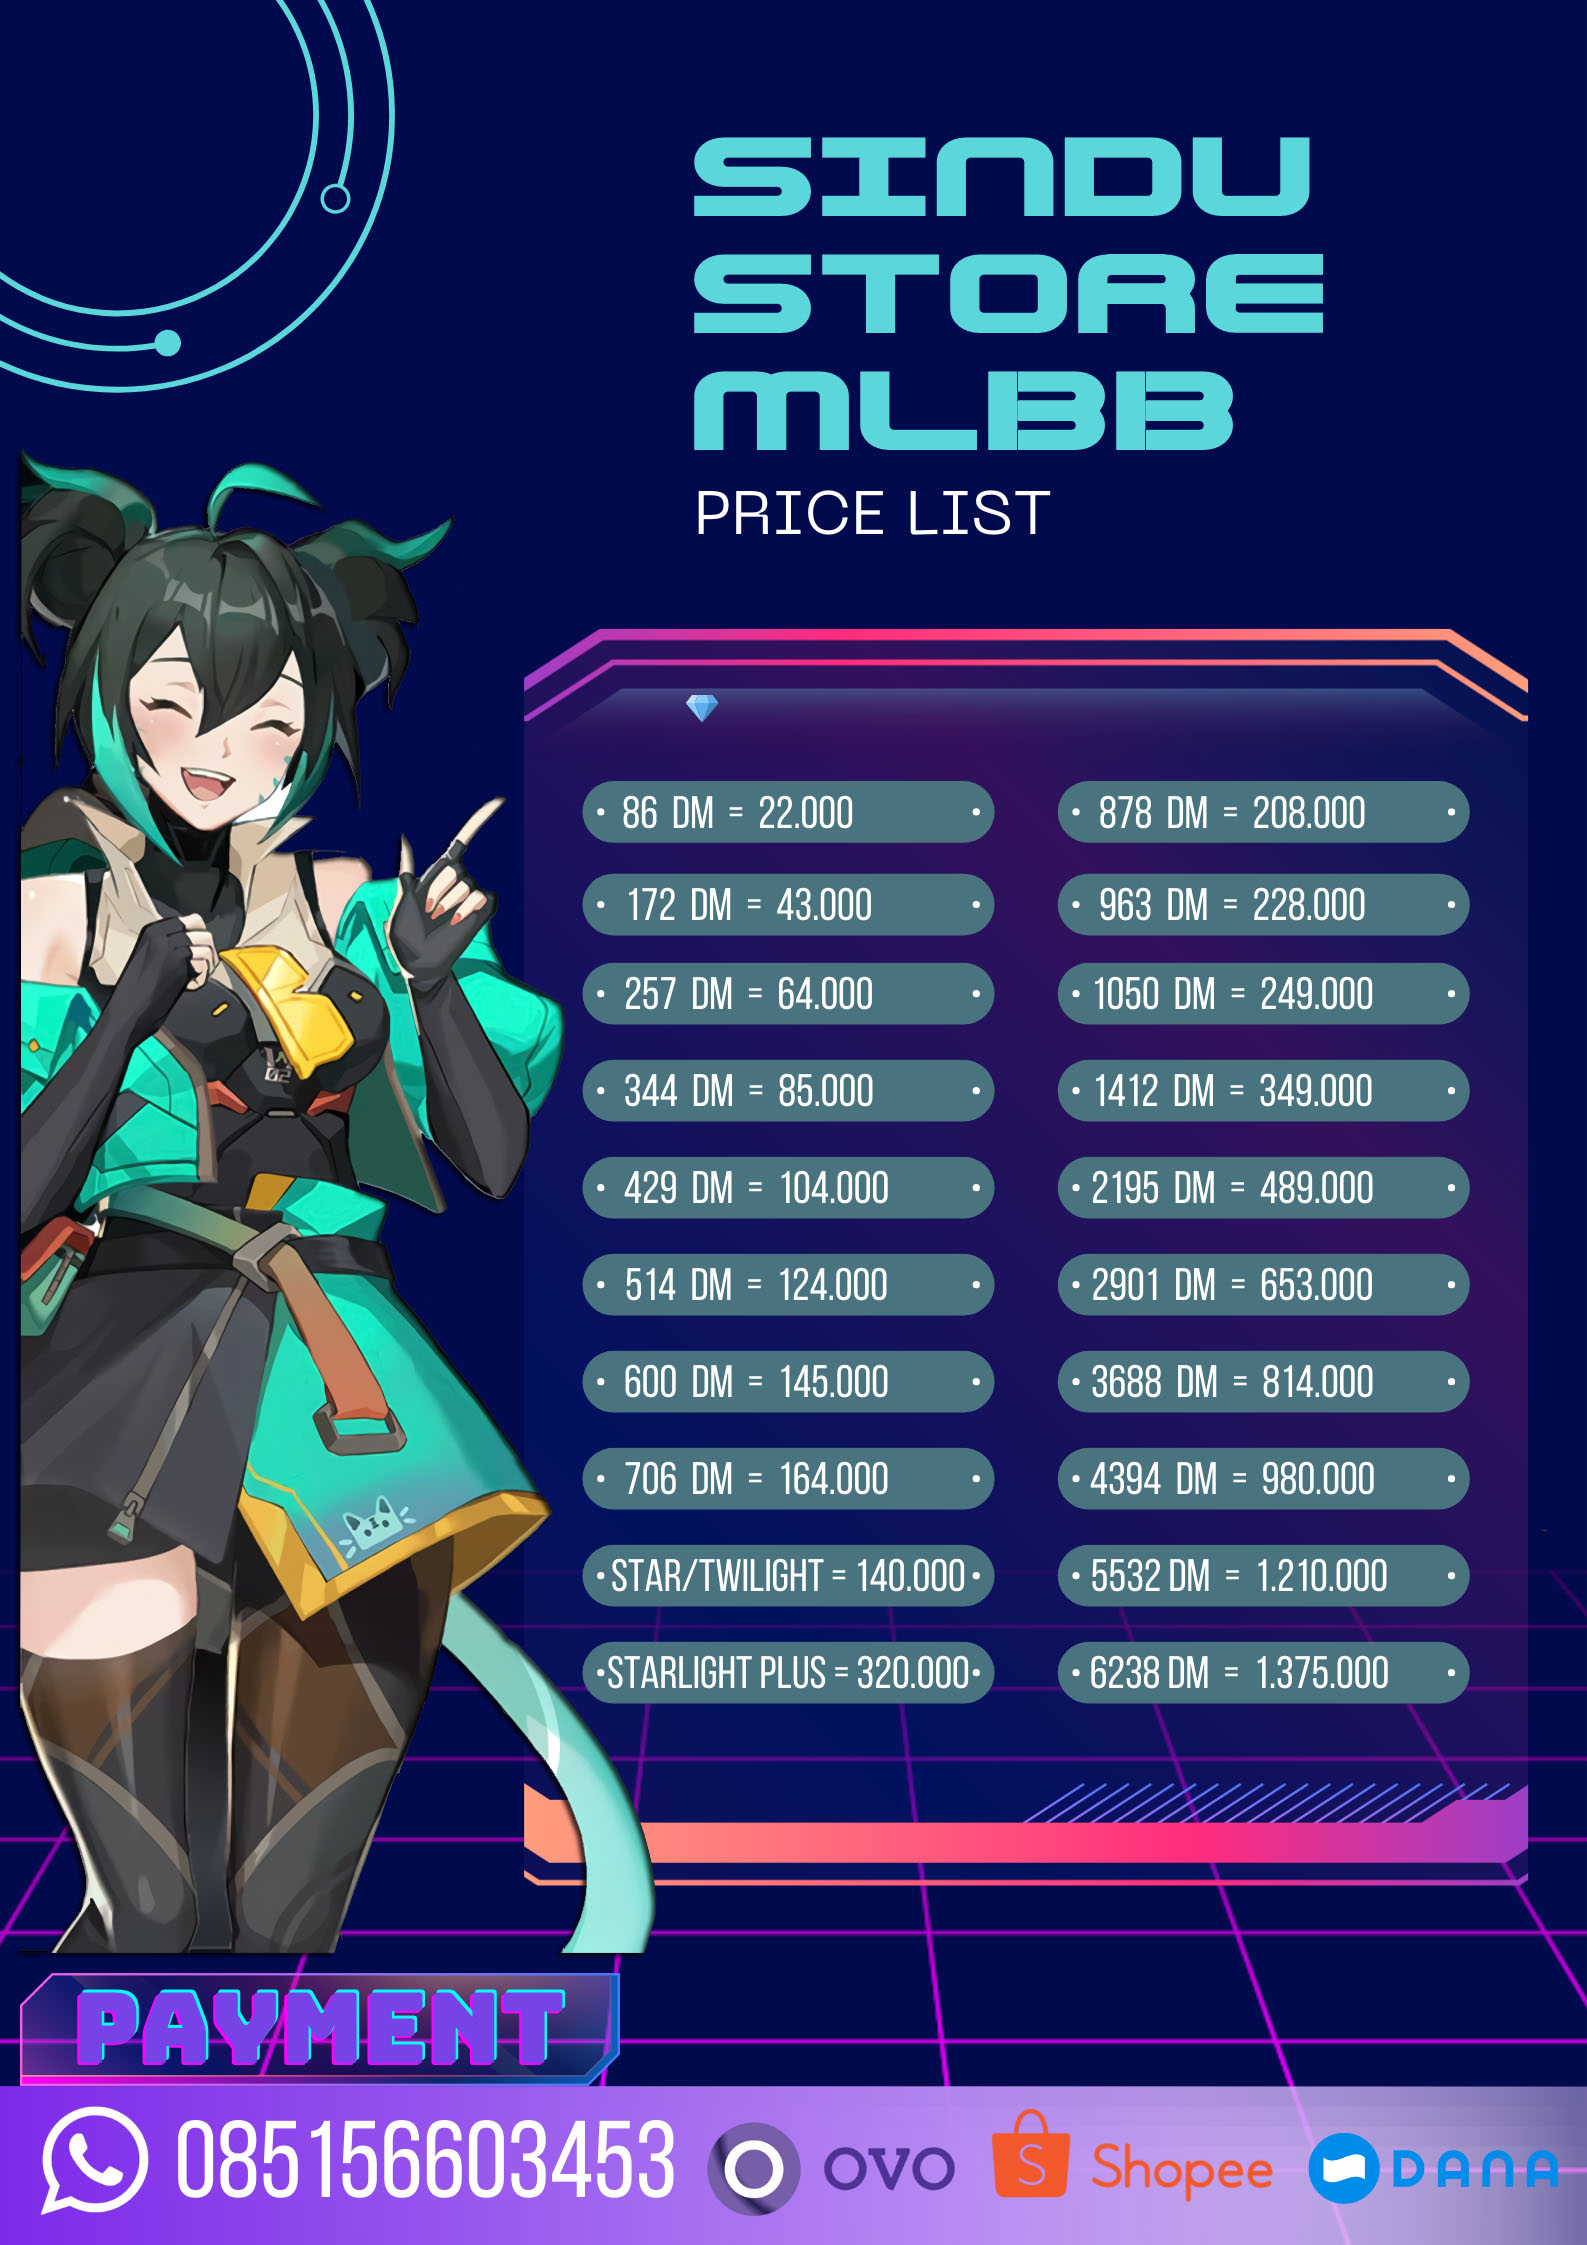 SINDU
STORE
MLBB
PRICE LIST
• 86 DM = 22.000 •
• 172 DM = 43.000 •
• 257 DM = 64.000 •
• 344 DM = 85.000 •
• 429 DM = 104.000 •
• 514 DM = 124.000 •
• 600 DM = 145.000 •
• 706 DM = 164.000 •
• STAR/TWILIGHT = 140.000 •
• STARLIGHT PLUS = 320.000 •
• 878 DM = 208.000 •
• 963 DM = 228.000 •
• 1050 DM = 249.000 •
• 1412 DM = 349.000 •
• 2195 DM = 489.000 •
• 2901 DM = 653.000 •
• 3688 DM = 814.000 •
• 4394 DM = 980.000 •
• 5532 DM = 1.210.000 •
• 6238 DM = 1.375.000 •
PAYMENT
085156603453 OVO Shopee DANA